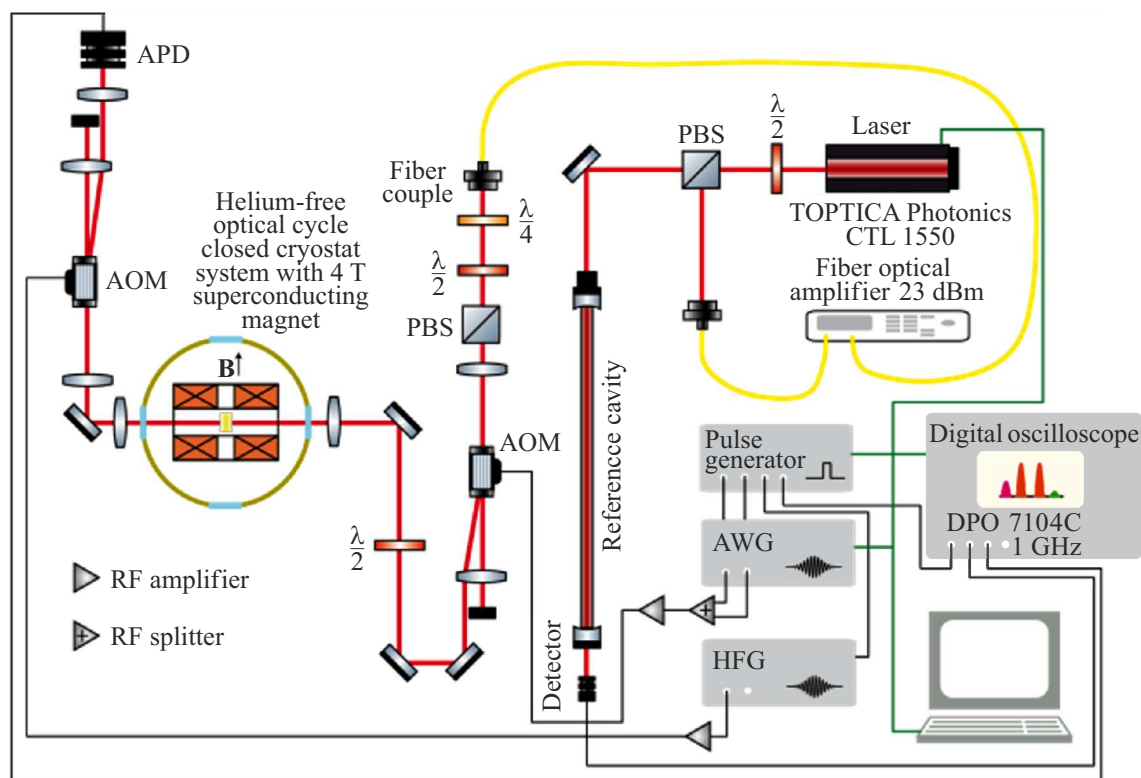 APD
AOM
Helium-free
optical cycle
closed cryostat
system with 4 T
superconducting
magnet
B↑
RF amplifier
+ RF splitter
Fiber
couple
λ/4
λ/2
PBS
AOM
λ/2
PBS
λ/2
Laser
TOPTICA Photonics
CTL 1550
Fiber optical
amplifier 23 dBm
Reference cavity
Detector
Pulse
generator
AWG
+
HFG
Digital oscilloscope
DPO 7104C
1 GHz